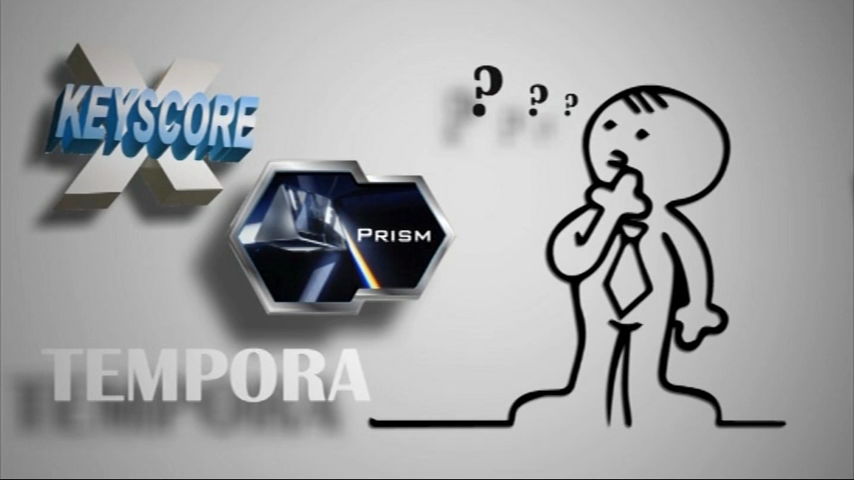 X
KEYSCORE
? ? ?
PRISM
TEMPORA